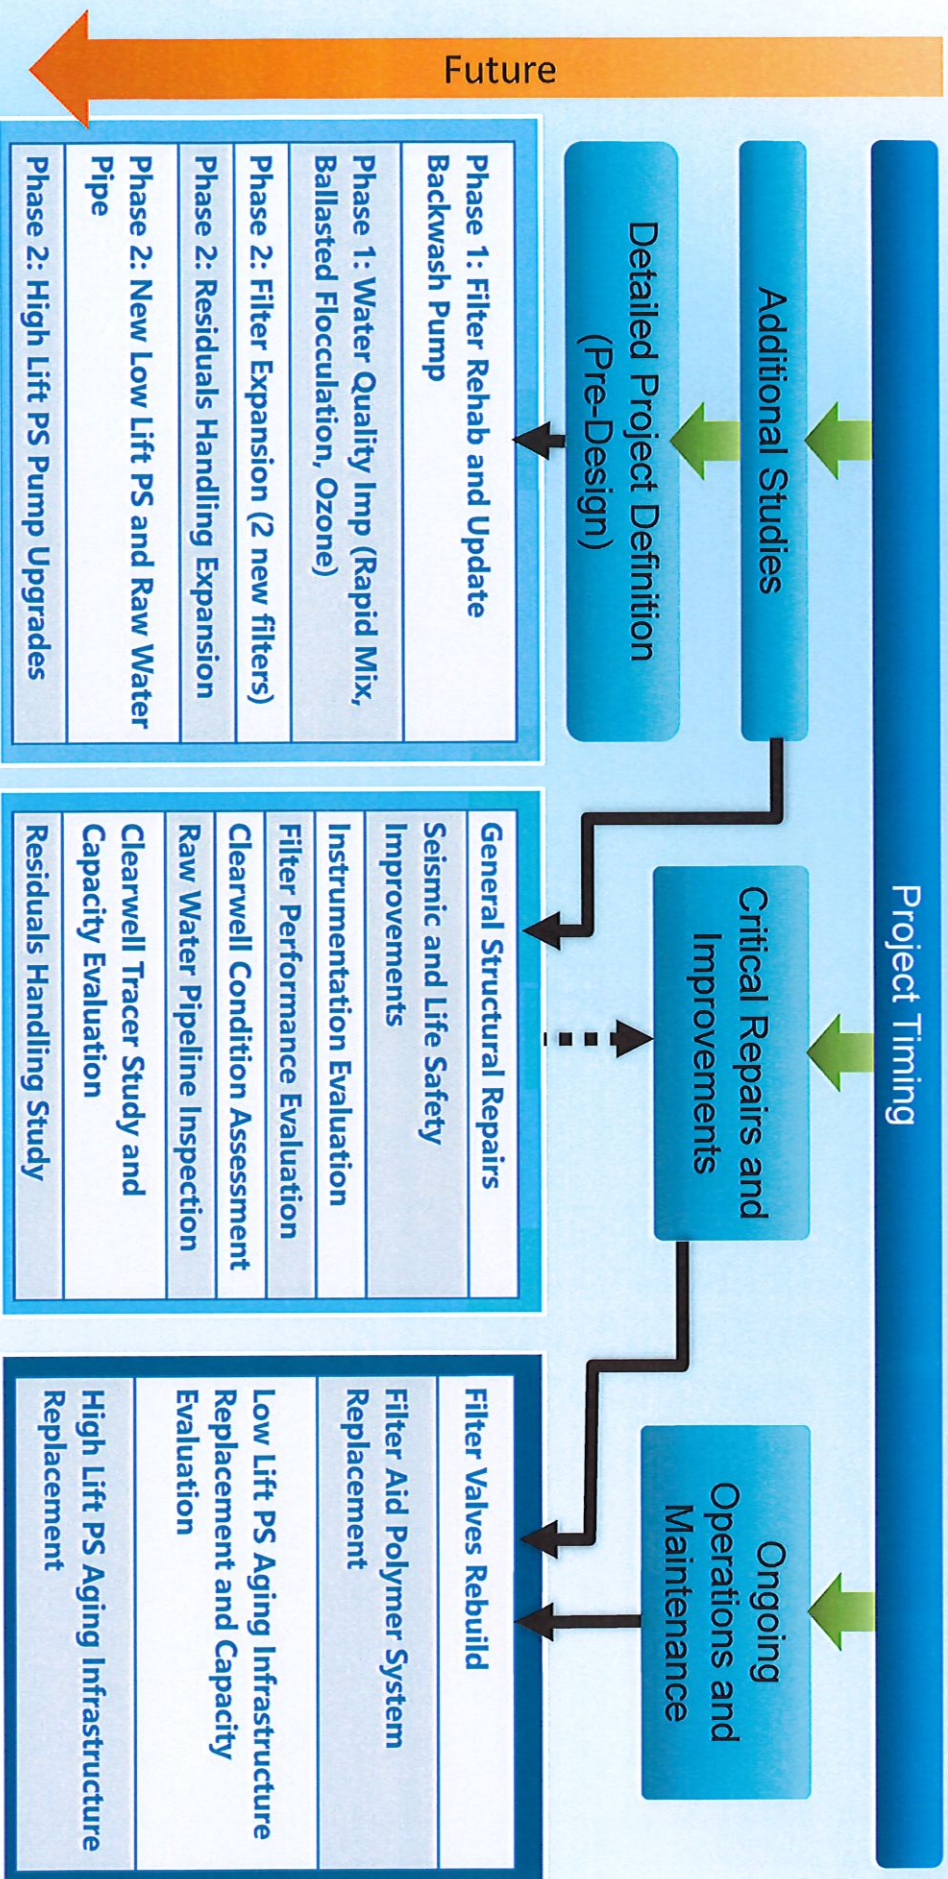 Project Timing
Future
Additional Studies
Detailed Project Definition
(Pre-Design)
Critical Repairs and
Improvements
Ongoing
Operations and
Maintenance
Phase 1: Filter Rehab and Update
Backwash Pump
Phase 1: Water Quality Imp (Rapid Mix,
Ballasted Flocculation, Ozone)
Phase 2: Filter Expansion (2 new filters)
Phase 2: Residuals Handling Expansion
Phase 2: New Low Lift PS and Raw Water
Pipe
Phase 2: High Lift PS Pump Upgrades
General Structural Repairs
Seismic and Life Safety
Improvements
Instrumentation Evaluation
Filter Performance Evaluation
Clearwell Condition Assessment
Raw Water Pipeline Inspection
Clearwell Tracer Study and
Capacity Evaluation
Residuals Handling Study
Filter Valves Rebuild
Filter Aid Polymer System
Replacement
Low Lift PS Aging Infrastructure
Replacement and Capacity
Evaluation
High Lift PS Aging Infrastructure
Replacement